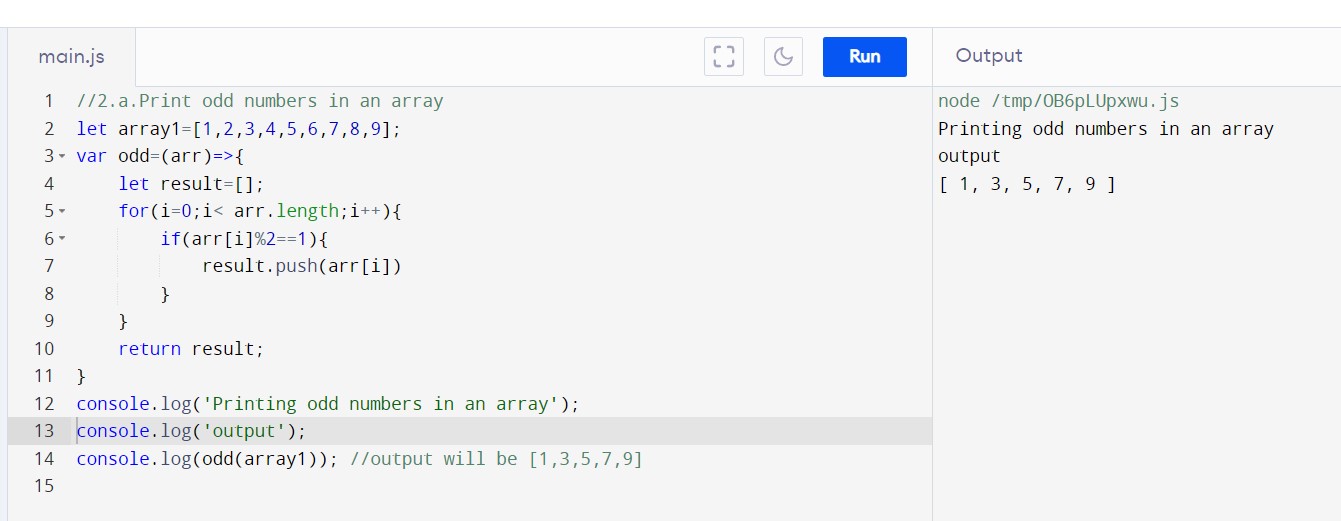 main.js
Run
1 //2.a.Print odd numbers in an array
2 let array1=[1,2,3,4,5,6,7,8,9];
3 var odd=(arr)=>{
4     let result=[];
5     for(i=0;i< arr.length;i++){
6         if(arr[i]%2==1){
7             result.push(arr[i])
8         }
9     }
10     return result;
11 }
12 console.log('Printing odd numbers in an array');
13 console.log('output');
14 console.log(odd(array1)); //output will be [1,3,5,7,9]
15
Output
node /tmp/OB6pLUpxwu.js
Printing odd numbers in an array
output
[ 1, 3, 5, 7, 9 ]